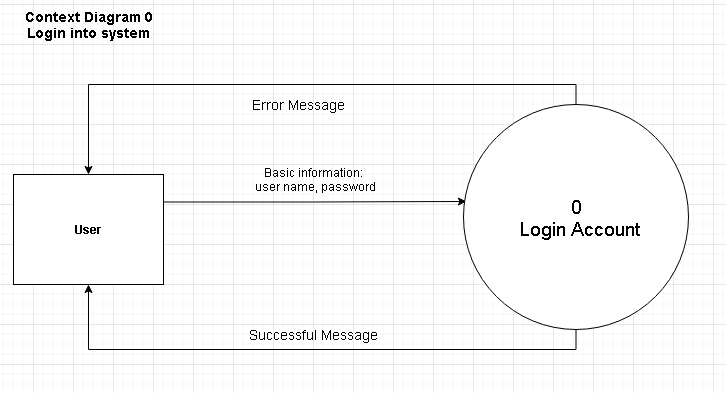 Context Diagram 0
Login into system
Error Message
Basic information:
user name, password
User
0
Login Account
Successful Message